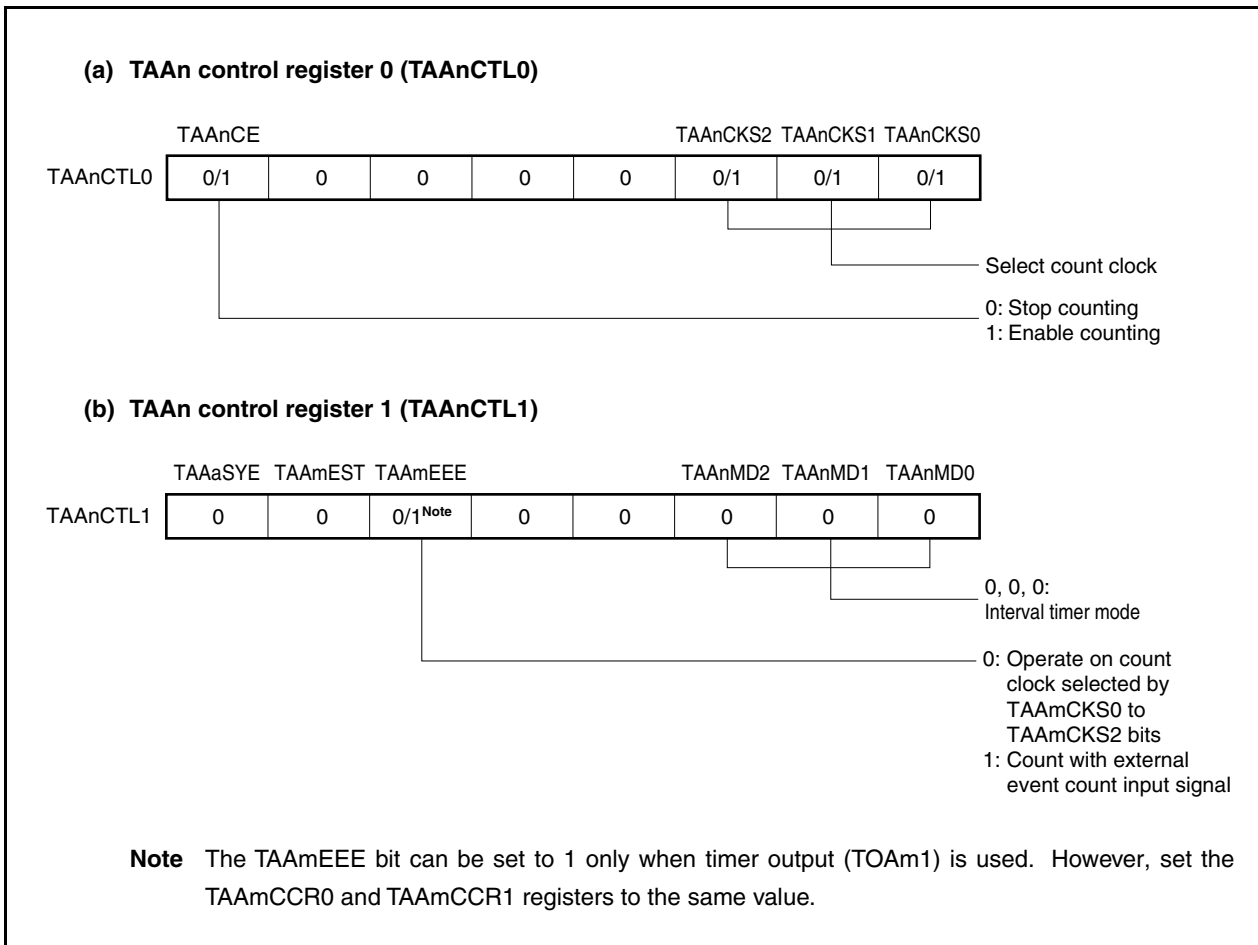 (a) TAAn control register 0 (TAAnCTL0)
TAAnCE TAAnCKS2 TAAnCKS1 TAAnCKS0
TAAnCTL0 0/1 0 0 0 0 0/1 0/1 0/1
Select count clock
0: Stop counting
1: Enable counting
(b) TAAn control register 1 (TAAnCTL1)
TAAaSYE TAAmEST TAAmEEE TAAnMD2 TAAnMD1 TAAnMD0
TAAnCTL1 0 0 0/1Note 0 0 0 0 0
0, 0, 0:
Interval timer mode
0: Operate on count
clock selected by
TAAmCKS0 to
TAAmCKS2 bits
1: Count with external
event count input signal
Note The TAAmEEE bit can be set to 1 only when timer output (TOAm1) is used. However, set the
TAAmCCR0 and TAAmCCR1 registers to the same value.